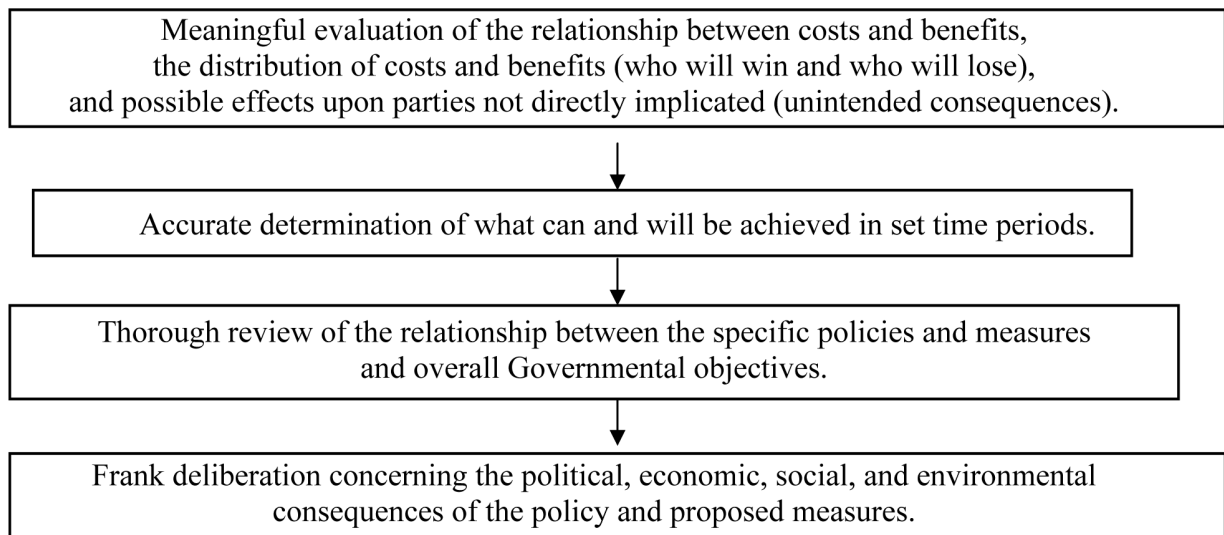 Meaningful evaluation of the relationship between costs and benefits,
the distribution of costs and benefits (who will win and who will lose),
and possible effects upon parties not directly implicated (unintended consequences).
Accurate determination of what can and will be achieved in set time periods.
Thorough review of the relationship between the specific policies and measures
and overall Governmental objectives.
Frank deliberation concerning the political, economic, social, and environmental
consequences of the policy and proposed measures.